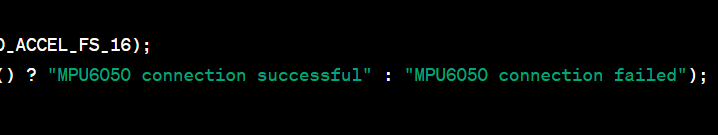 _ACCEL_FS_16);
() ? "MPU6050 connection successful" : "MPU6050 connection failed");